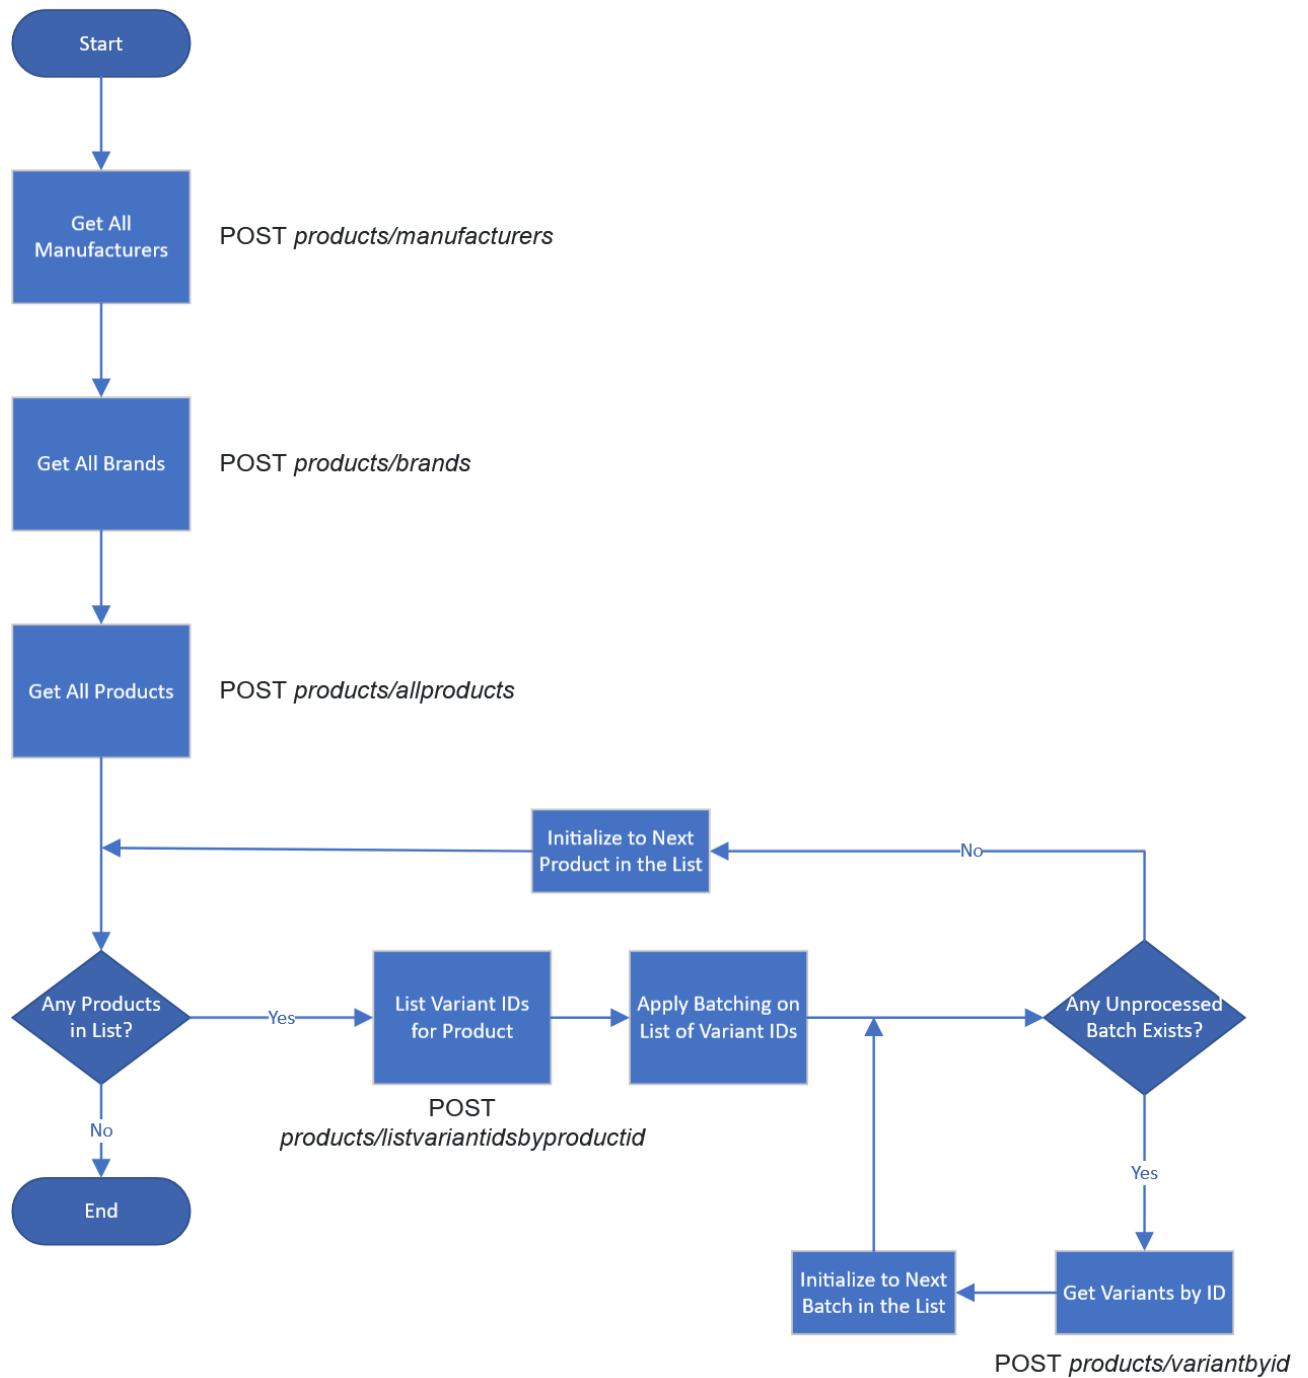 Start
Get All
Manufacturers
POST products/manufacturers
Get All Brands
POST products/brands
Get All Products
POST products/allproducts
Initialize to Next
Product in the List
No
Any Products
in List?
Yes
List Variant IDs
for Product
Apply Batching on
List of Variant IDs
Any Unprocessed
Batch Exists?
POST
products/listvariantidsbyproductid
No
Yes
End
Initialize to Next
Batch in the List
Get Variants by ID
POST products/variantbyid